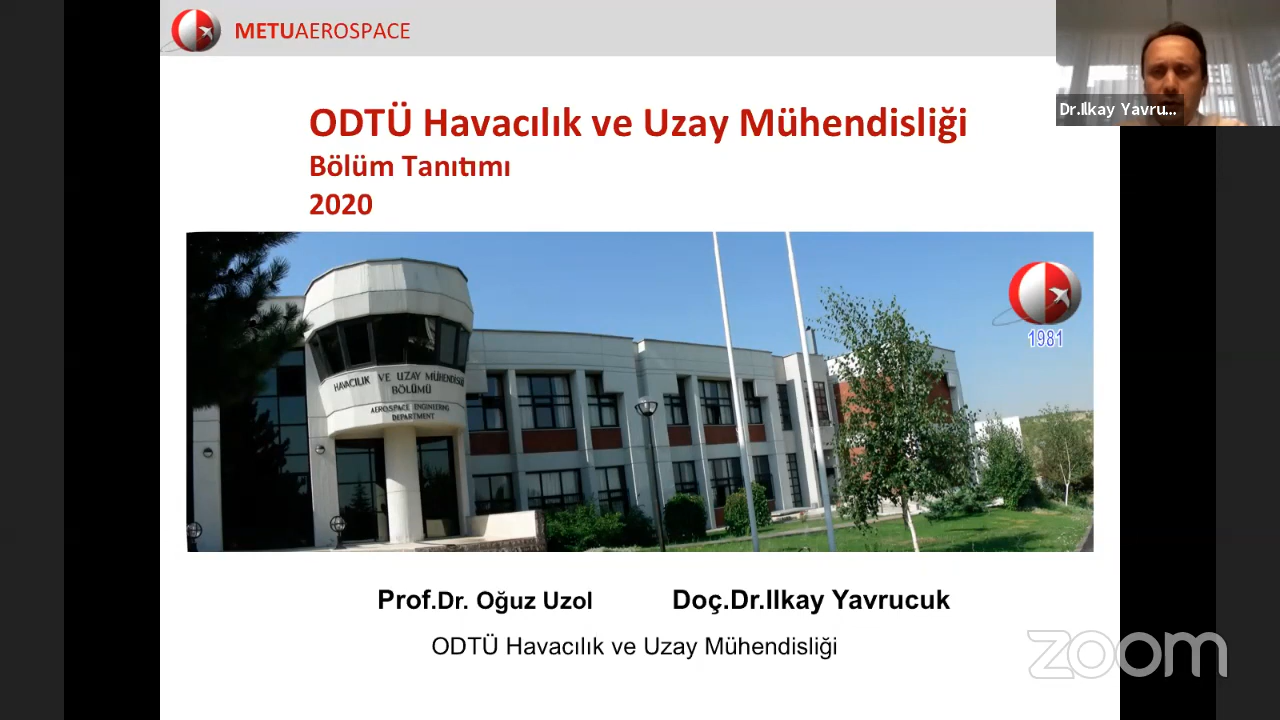 METUAEROSPACE
Dr.Ilkay Yavru...
ODTÜ Havacılık ve Uzay Mühendisliği
Bölüm Tanıtımı
2020
1981
HAVACILIK VE UZAY MÜHENDİSLİĞİ
BÖLÜMÜ
AEROSPACE ENGINEERING
DEPARTMENT
Prof.Dr. Oğuz Uzol
Doç.Dr.Ilkay Yavrucuk
ODTÜ Havacılık ve Uzay Mühendisliği
zoom